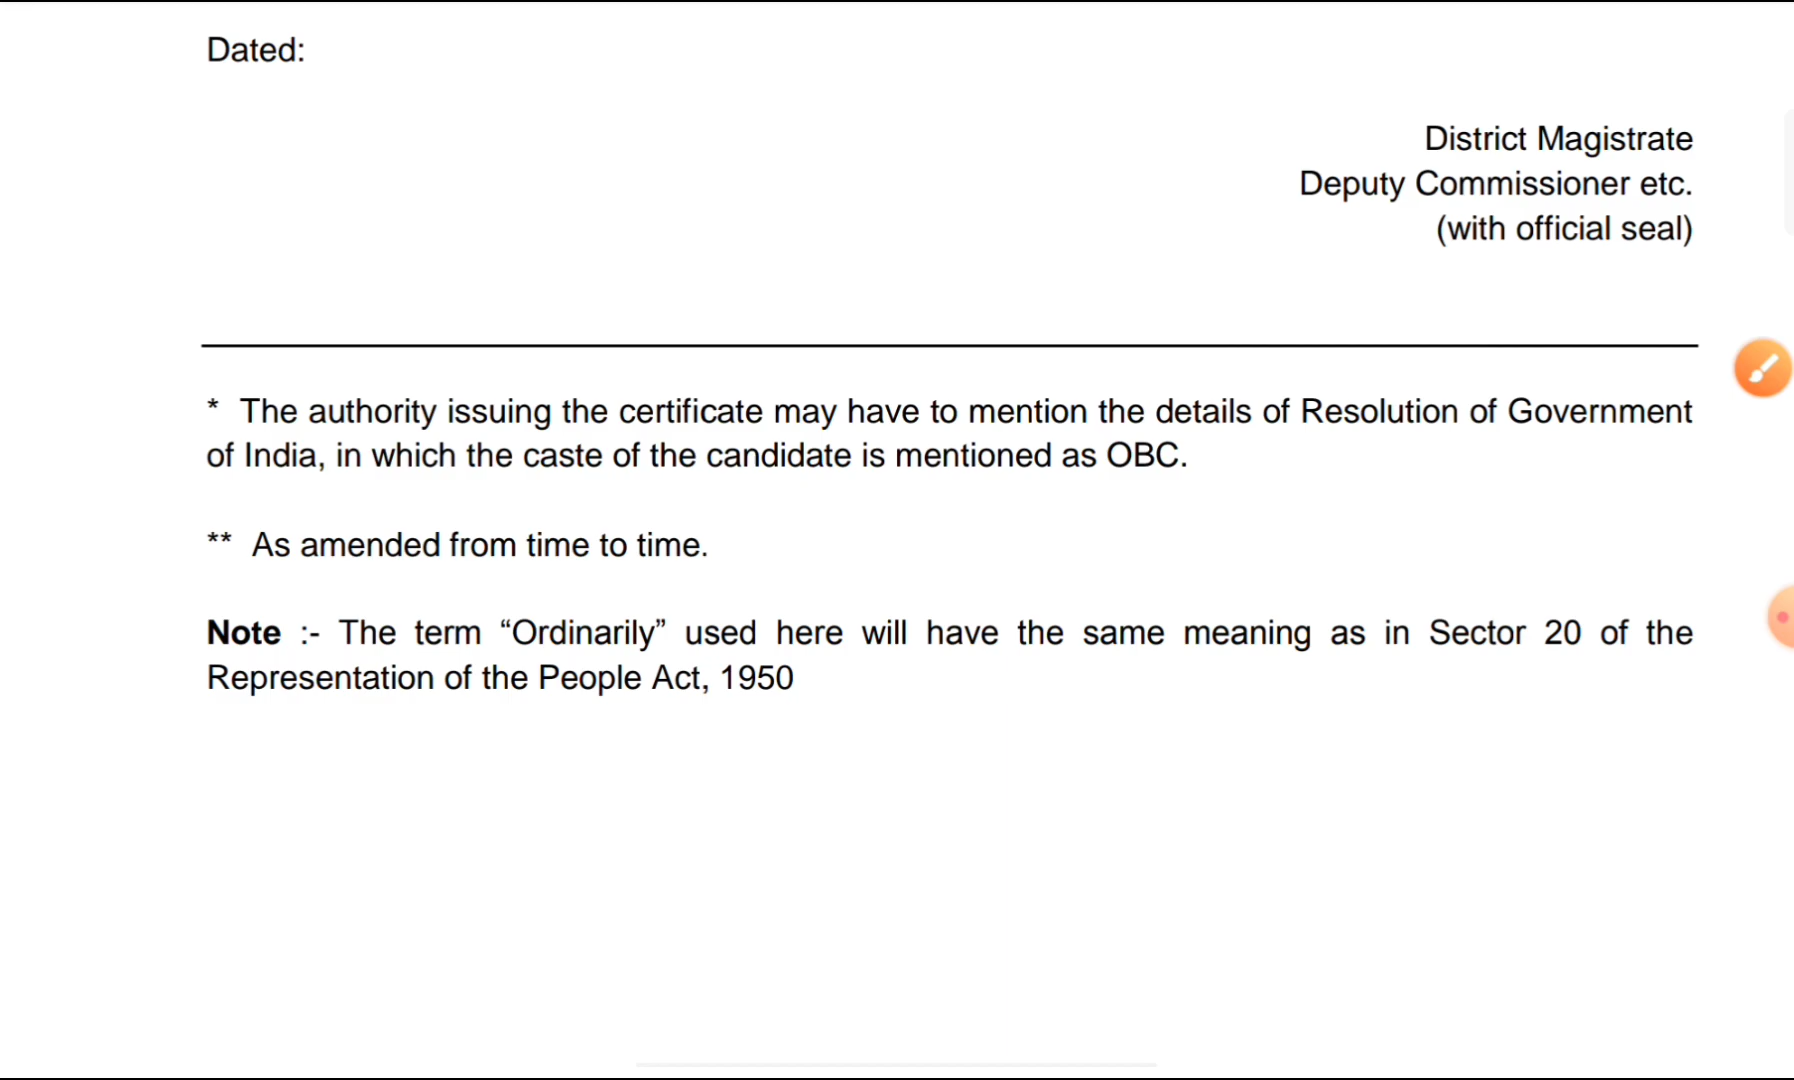 Dated:
District Magistrate
Deputy Commissioner etc.
(with official seal)
* The authority issuing the certificate may have to mention the details of Resolution of Government
of India, in which the caste of the candidate is mentioned as OBC.
** As amended from time to time.
Note :- The term “Ordinarily” used here will have the same meaning as in Sector 20 of the
Representation of the People Act, 1950